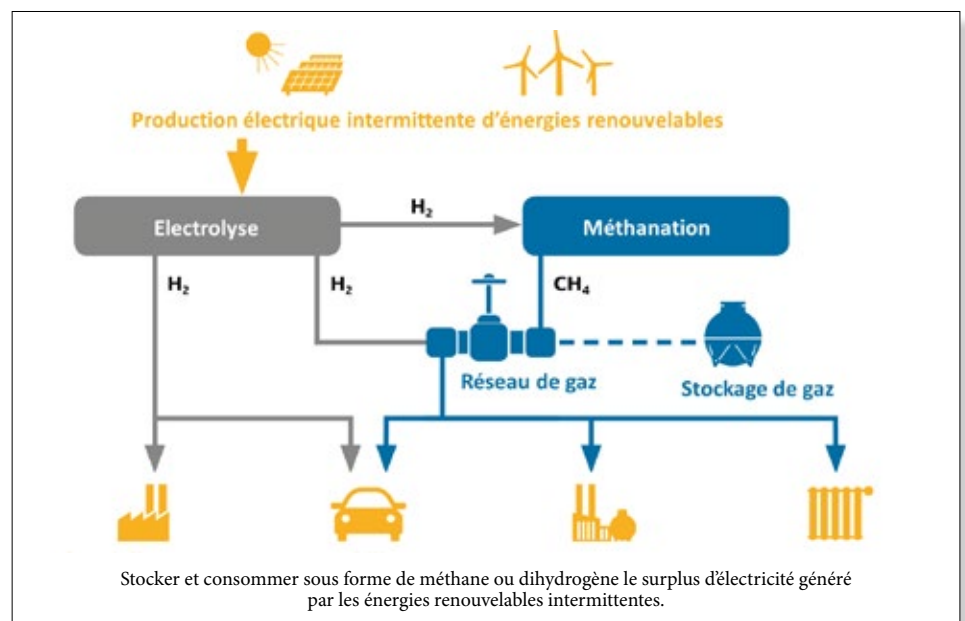 Production électrique intermittente d'énergies renouvelables
Electrolyse
H₂
Méthanation
H₂
H₂
CH₄
Réseau de gaz
Stockage de gaz
Stocker et consommer sous forme de méthane ou dihydrogène le surplus d'électricité généré
par les énergies renouvelables intermittentes.